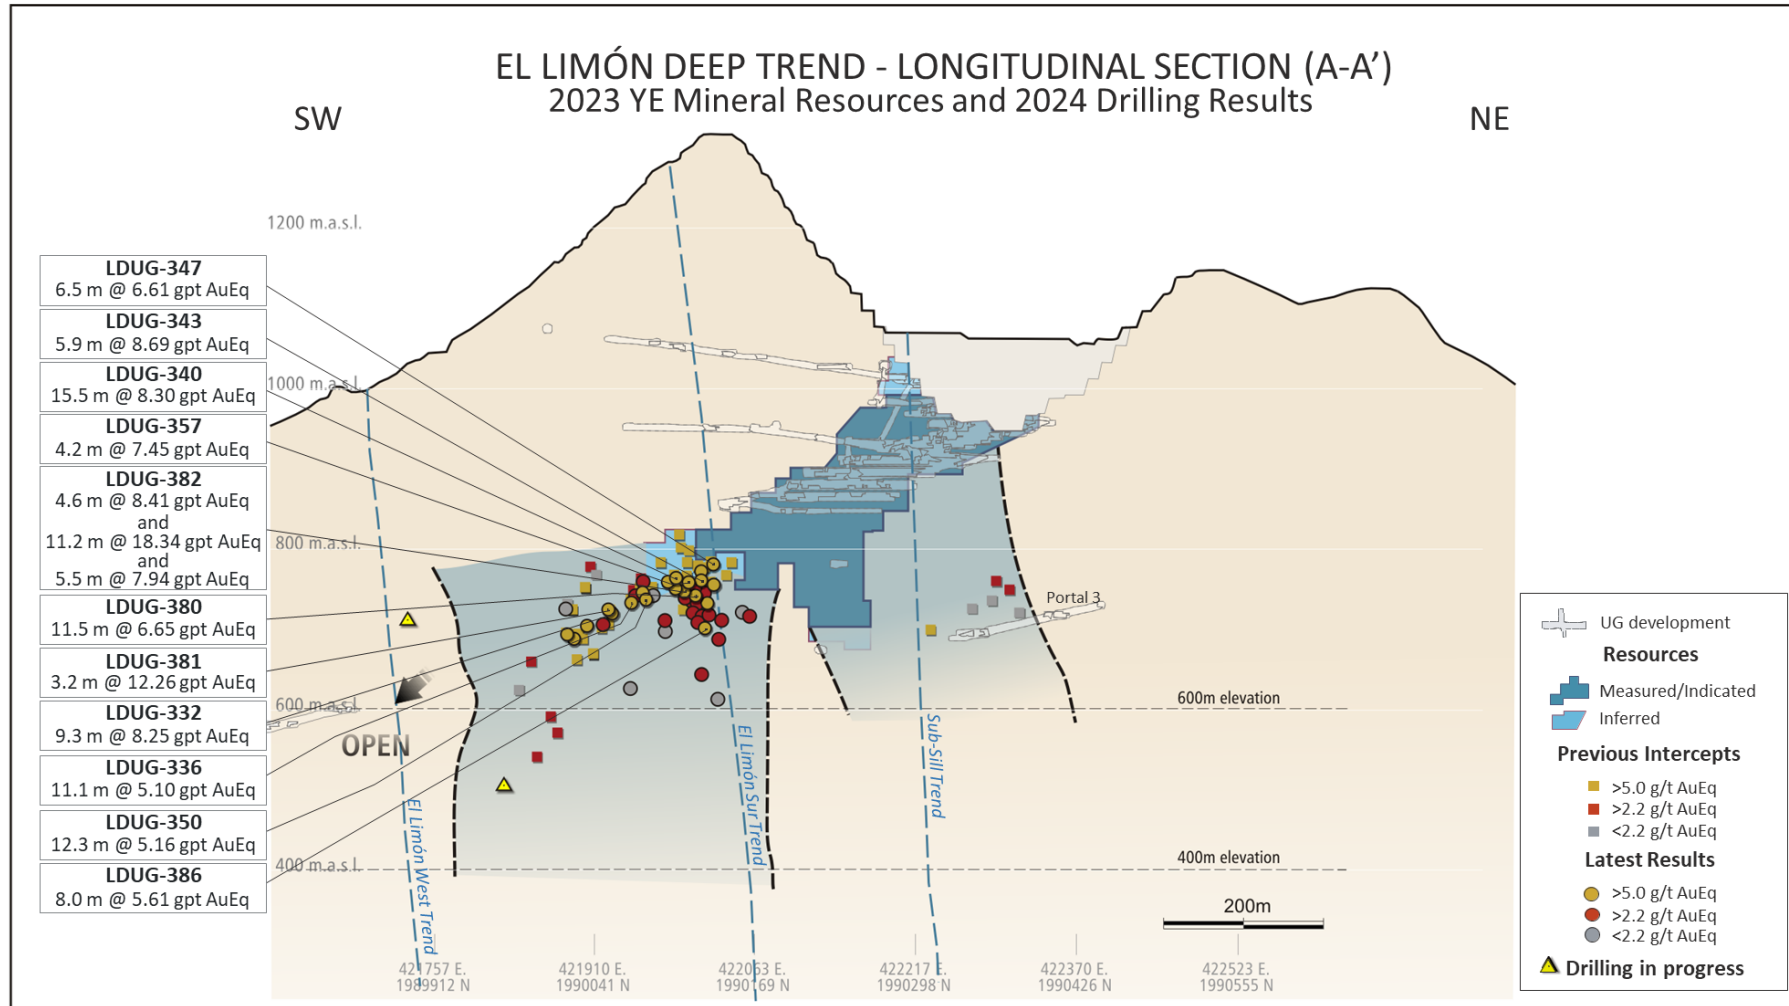 EL LIMÓN DEEP TREND - LONGITUDINAL SECTION (A-A’)
2023 YE Mineral Resources and 2024 Drilling Results
SW
NE
1200 m.a.s.l.
1000 m.a.s.l.
800 m.a.s.l.
600 m.a.s.l.
400 m.a.s.l.
LDUG-347
6.5 m @ 6.61 gpt AuEq
LDUG-343
5.9 m @ 8.69 gpt AuEq
LDUG-340
15.5 m @ 8.30 gpt AuEq
LDUG-357
4.2 m @ 7.45 gpt AuEq
LDUG-382
4.6 m @ 8.41 gpt AuEq
and
11.2 m @ 18.34 gpt AuEq
and
5.5 m @ 7.94 gpt AuEq
LDUG-380
11.5 m @ 6.65 gpt AuEq
LDUG-381
3.2 m @ 12.26 gpt AuEq
LDUG-332
9.3 m @ 8.25 gpt AuEq
LDUG-336
11.1 m @ 5.10 gpt AuEq
LDUG-350
12.3 m @ 5.16 gpt AuEq
LDUG-386
8.0 m @ 5.61 gpt AuEq
OPEN
El Limón West Trend
El Limón Sur Trend
Sub-Sill Trend
Portal 3
600m elevation
400m elevation
200m
421757 E.
1989912 N
421910 E.
1990041 N
422063 E.
1990169 N
422217 E.
1990298 N
422370 E.
1990426 N
422523 E.
1990555 N
UG development
Resources
Measured/Indicated
Inferred
Previous Intercepts
>5.0 g/t AuEq
>2.2 g/t AuEq
<2.2 g/t AuEq
Latest Results
>5.0 g/t AuEq
>2.2 g/t AuEq
<2.2 g/t AuEq
Drilling in progress